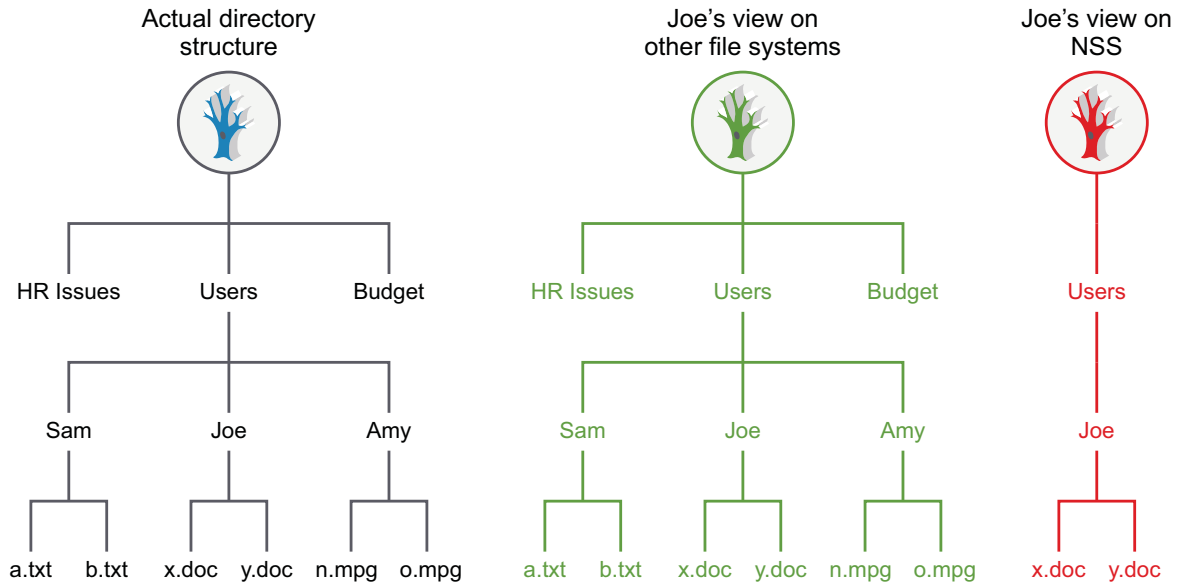 Actual directory
structure
Joe’s view on
other file systems
Joe’s view on
NSS
HR Issues Users Budget
HR Issues Users Budget
Users
Sam Joe Amy
Sam Joe Amy
Joe
a.txt b.txt x.doc y.doc n.mpg o.mpg
a.txt b.txt x.doc y.doc n.mpg o.mpg
x.doc y.doc